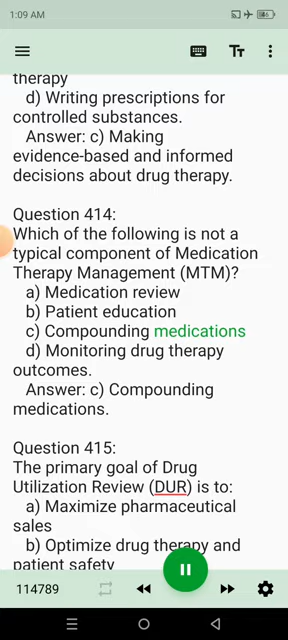 1:09 AM
therapy
d) Writing prescriptions for
controlled substances.
Answer: c) Making
evidence-based and informed
decisions about drug therapy.
Question 414:
Which of the following is not a
typical component of Medication
Therapy Management (MTM)?
a) Medication review
b) Patient education
c) Compounding medications
d) Monitoring drug therapy
outcomes.
Answer: c) Compounding
medications.
Question 415:
The primary goal of Drug
Utilization Review (DUR) is to:
a) Maximize pharmaceutical
sales
b) Optimize drug therapy and
patient safety
114789